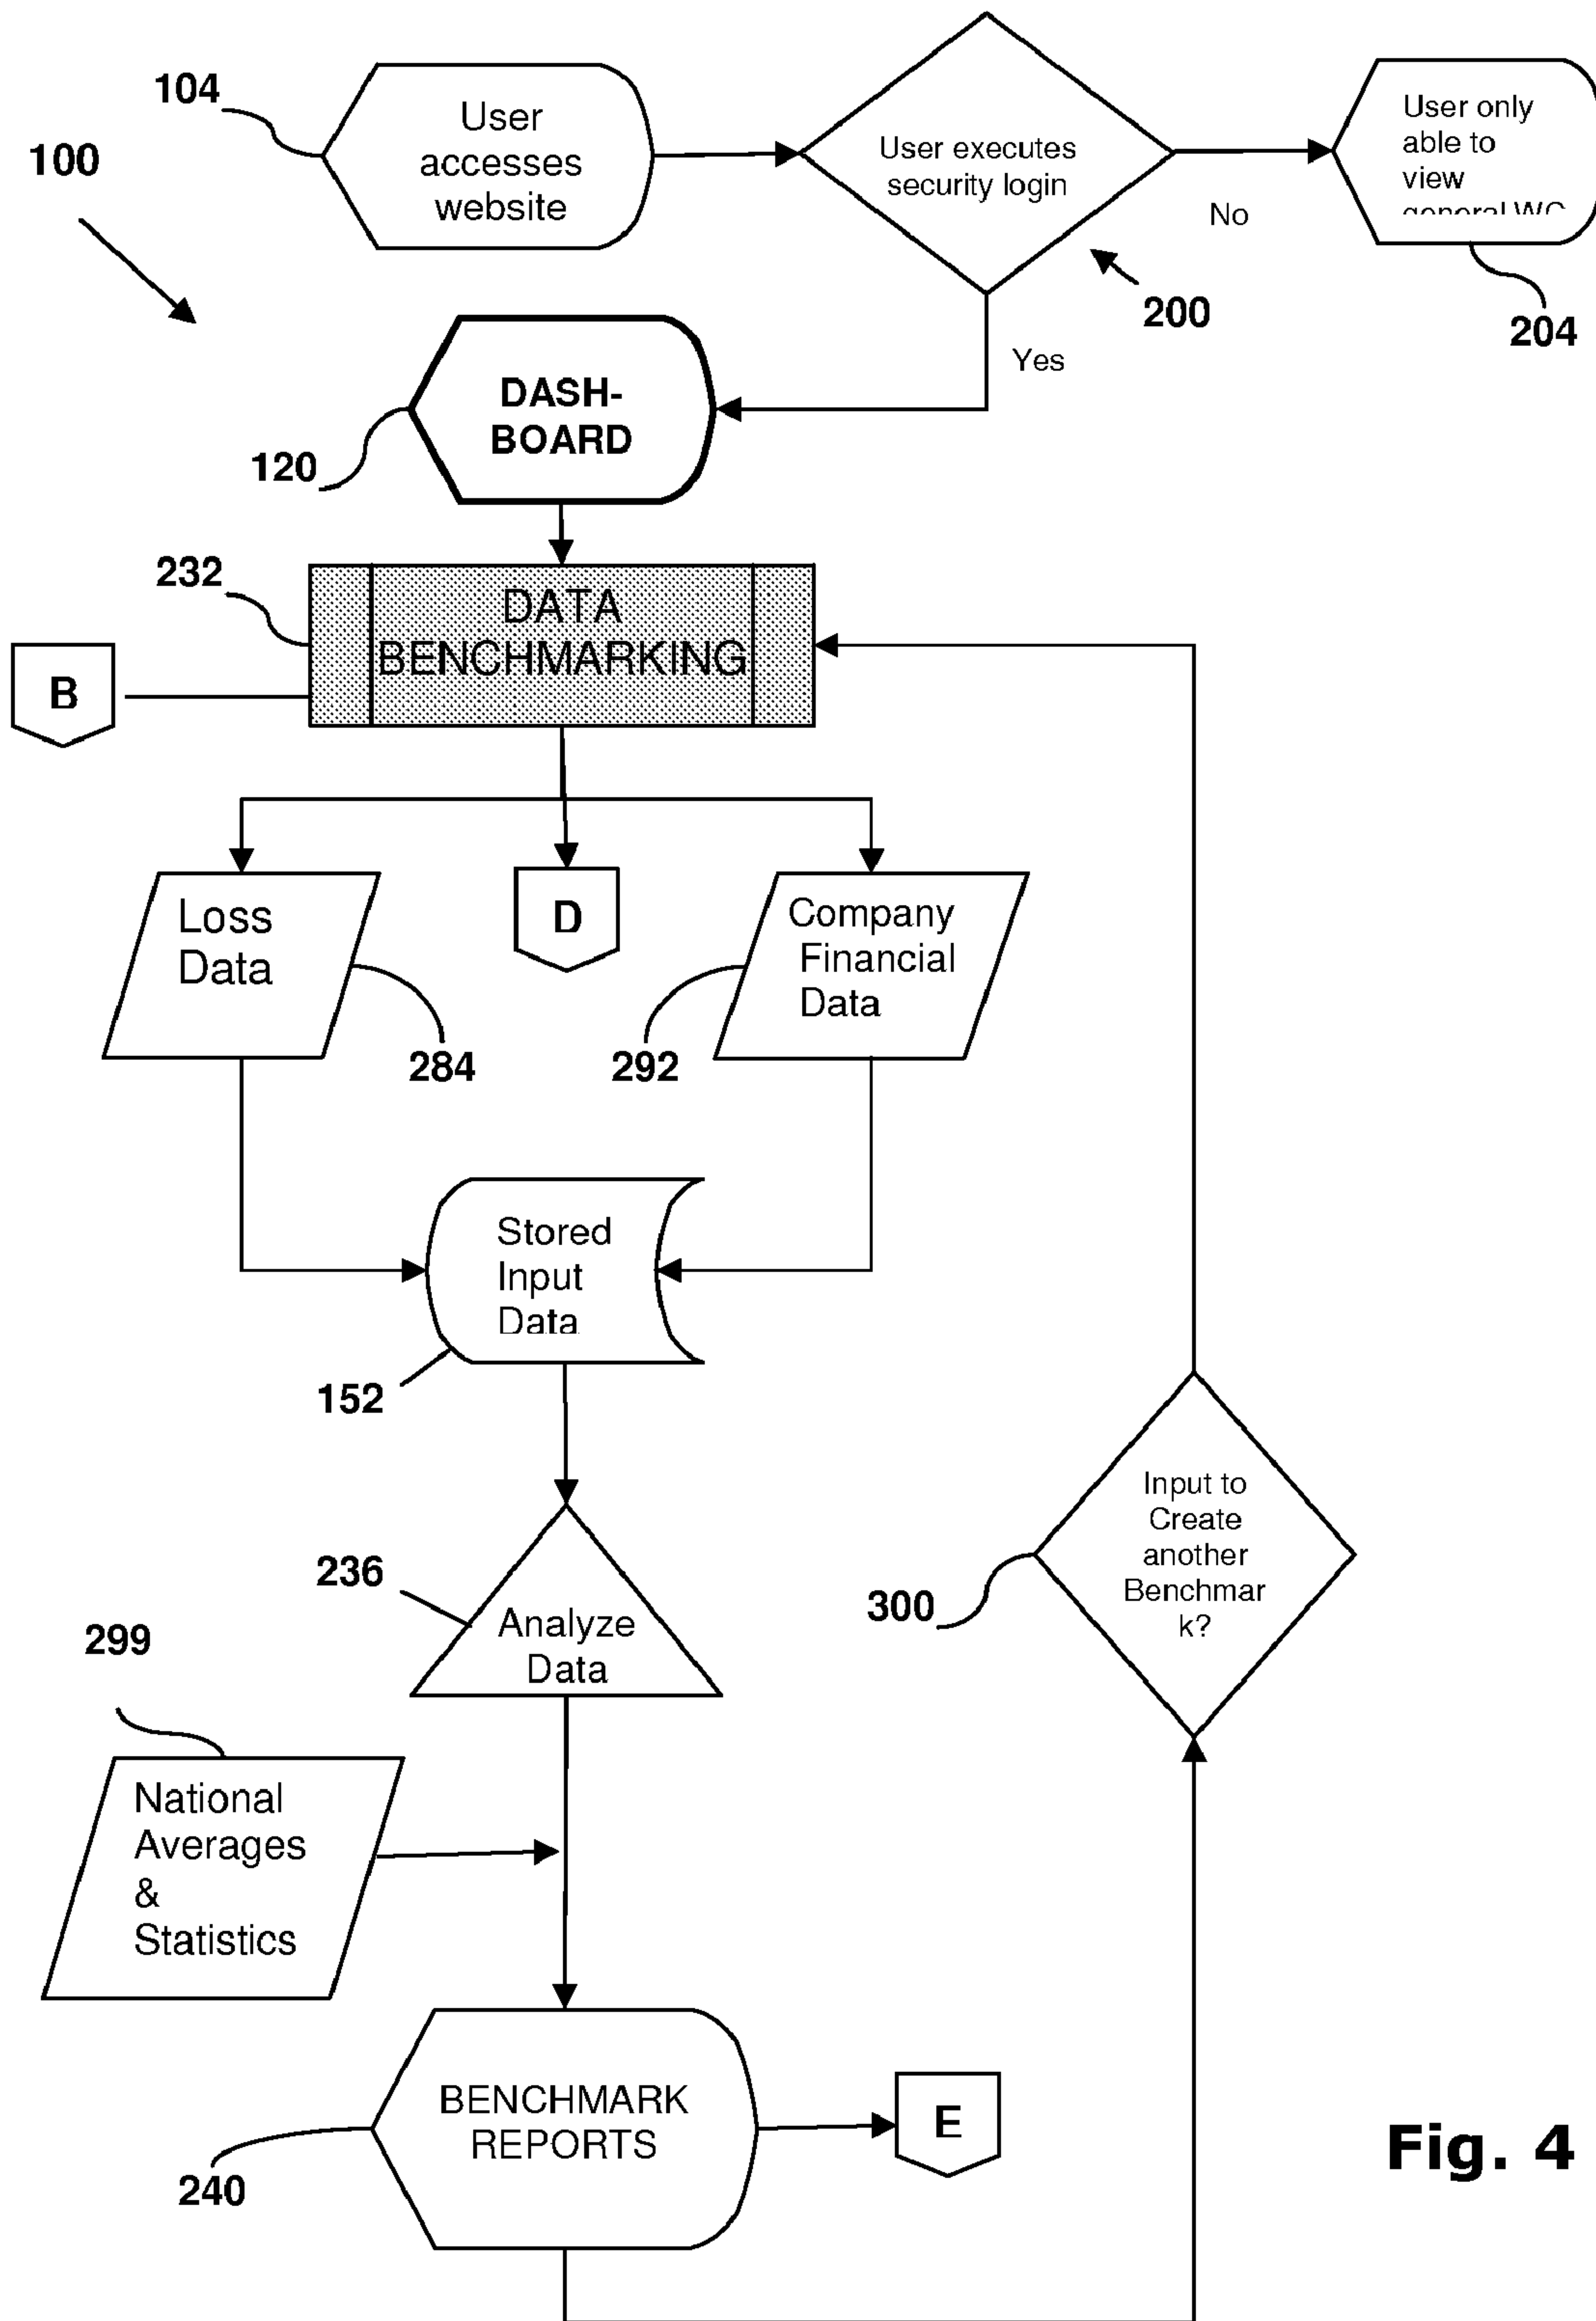 104
User
accesses
website
100
User executes
security login
No
User only
able to
view
general WC
200
204
Yes
DASH-
BOARD
120
232
DATA
BENCHMARKING
B
Loss
Data
D
Company
Financial
Data
284
292
Stored
Input
Data
152
Input to
Create
another
Benchmar
k?
300
236
Analyze
Data
299
National
Averages
&
Statistics
BENCHMARK
REPORTS
E
240
Fig. 4